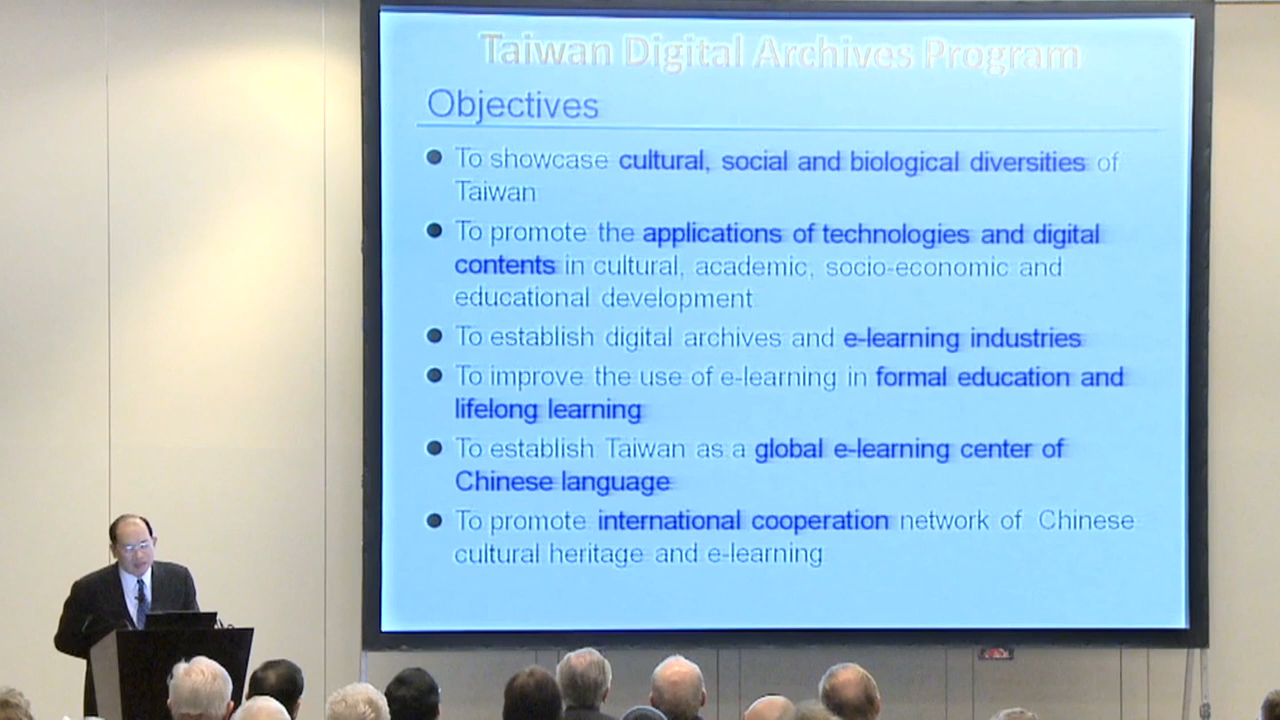 Taiwan Digital Archives Program
Objectives
To showcase cultural, social and biological diversities of
Taiwan
To promote the applications of technologies and digital
contents in cultural, academic, socio-economic and
educational development
To establish digital archives and e-learning industries
To improve the use of e-learning in formal education and
lifelong learning
To establish Taiwan as a global e-learning center of
Chinese language
To promote international cooperation network of Chinese
cultural heritage and e-learning